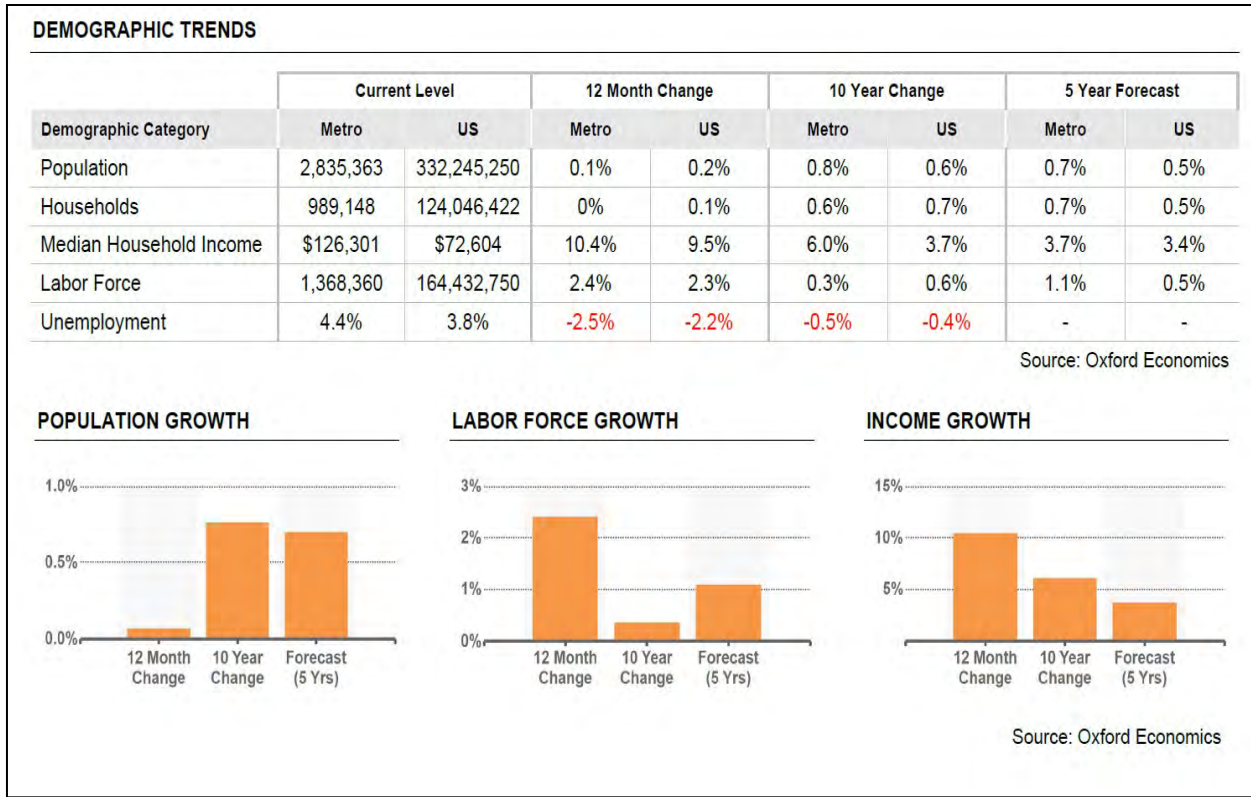 DEMOGRAPHIC TRENDS
Current Level 12 Month Change 10 Year Change 5 Year Forecast
Demographic Category Metro US Metro US Metro US Metro US
Population 2,835,363 332,245,250 0.1% 0.2% 0.8% 0.6% 0.7% 0.5%
Households 989,148 124,046,422 0% 0.1% 0.6% 0.7% 0.7% 0.5%
Median Household Income $126,301 $72,604 10.4% 9.5% 6.0% 3.7% 3.7% 3.4%
Labor Force 1,368,360 164,432,750 2.4% 2.3% 0.3% 0.6% 1.1% 0.5%
Unemployment 4.4% 3.8% -2.5% -2.2% -0.5% -0.4% - -
Source: Oxford Economics
POPULATION GROWTH
1.0%
0.5%
0.0%
12 Month 10 Year Forecast
Change Change (5 Yrs)
LABOR FORCE GROWTH
3%
2%
1%
0%
12 Month 10 Year Forecast
Change Change (5 Yrs)
INCOME GROWTH
15%
10%
5%
12 Month 10 Year Forecast
Change Change (5 Yrs)
Source: Oxford Economics